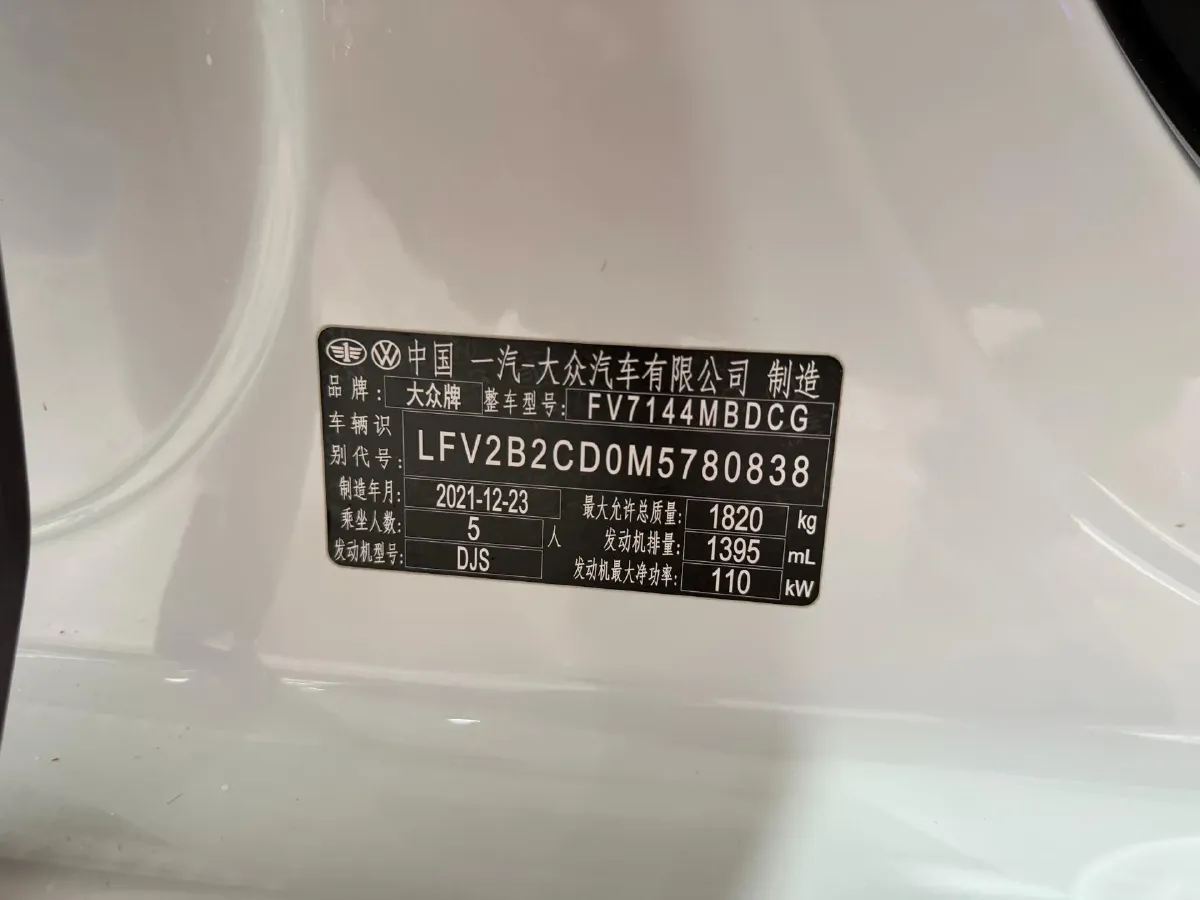 中国 一汽-大众汽车有限公司 制造
品牌: 大众牌 整车型号: FV7144MBDCG
车辆识别代号: LFV2B2CD0M5780838
制造年月: 2021-12-23 最大允许总质量: 1820 kg
乘坐人数: 5 人 发动机排量: 1395 mL
发动机型号: DJS 发动机最大净功率: 110 kW